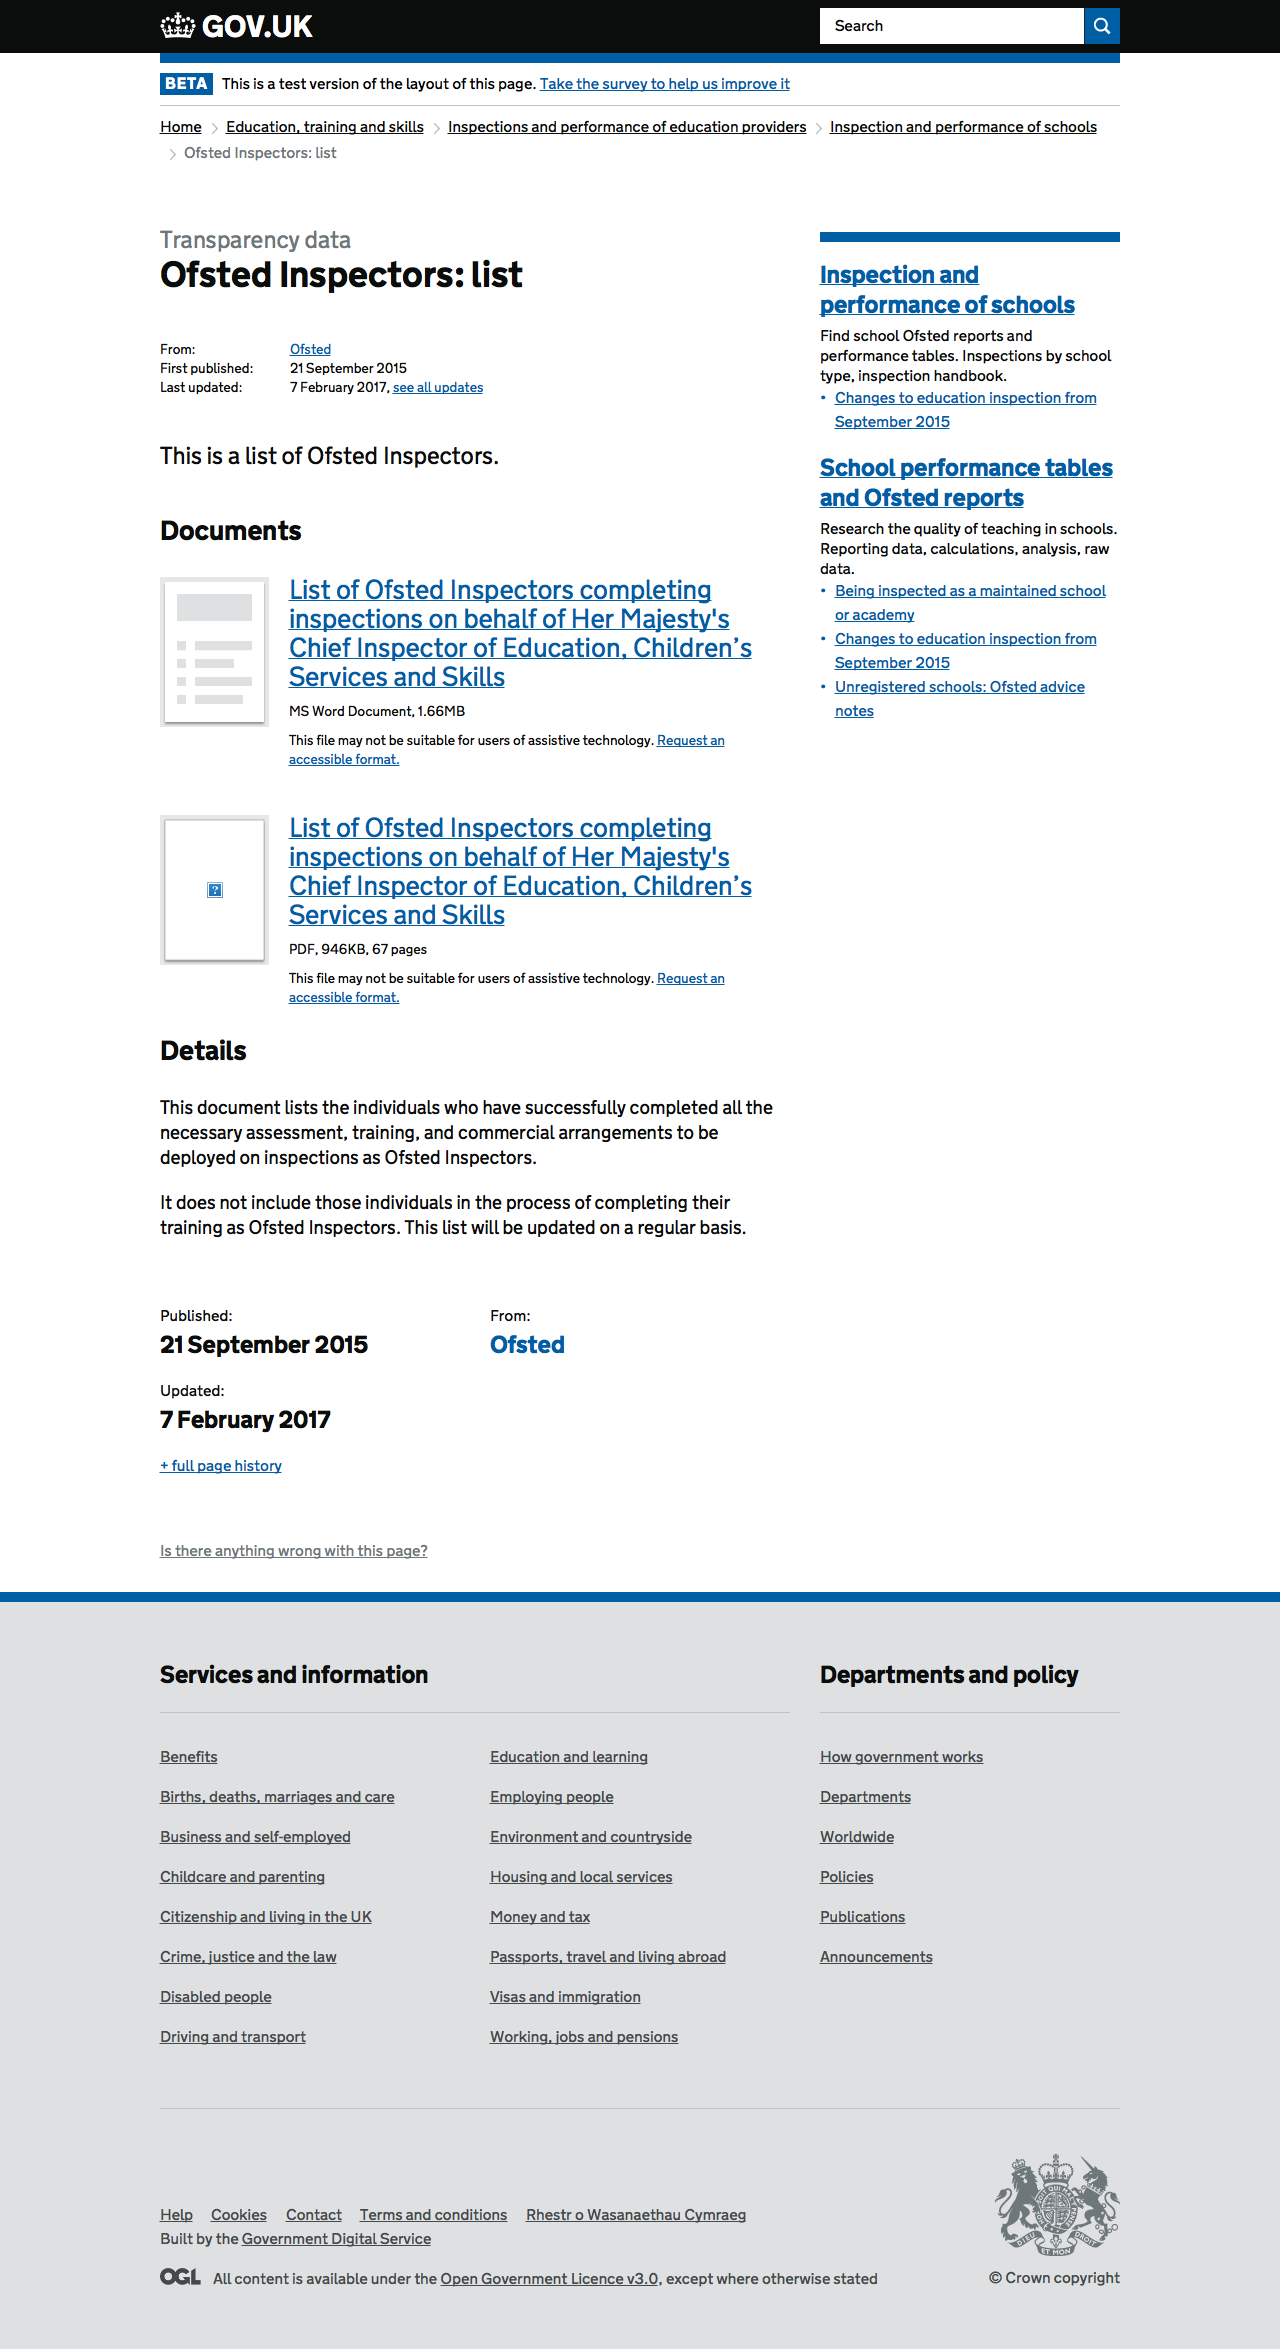 GOV.UK
Search
BETA This is a test version of the layout of this page. Take the survey to help us improve it
Home Education, training and skills Inspections and performance of education providers Inspection and performance of schools
Ofsted Inspectors: list
Transparency data
Ofsted Inspectors: list
From: Ofsted
First published: 21 September 2015
Last updated: 7 February 2017, see all updates
This is a list of Ofsted Inspectors.
Documents
List of Ofsted Inspectors completing
inspections on behalf of Her Majesty's
Chief Inspector of Education, Children’s
Services and Skills
MS Word Document, 1.66MB
This file may not be suitable for users of assistive technology. Request an
accessible format.
?
List of Ofsted Inspectors completing
inspections on behalf of Her Majesty's
Chief Inspector of Education, Children’s
Services and Skills
PDF, 946KB, 67 pages
This file may not be suitable for users of assistive technology. Request an
accessible format.
Details
This document lists the individuals who have successfully completed all the
necessary assessment, training, and commercial arrangements to be
deployed on inspections as Ofsted Inspectors.
It does not include those individuals in the process of completing their
training as Ofsted Inspectors. This list will be updated on a regular basis.
Published:
21 September 2015
From:
Ofsted
Updated:
7 February 2017
+ full page history
Is there anything wrong with this page?
Inspection and
performance of schools
Find school Ofsted reports and
performance tables. Inspections by school
type, inspection handbook.
• Changes to education inspection from
September 2015
School performance tables
and Ofsted reports
Research the quality of teaching in schools.
Reporting data, calculations, analysis, raw
data.
• Being inspected as a maintained school
or academy
• Changes to education inspection from
September 2015
• Unregistered schools: Ofsted advice
notes
Services and information
Benefits
Births, deaths, marriages and care
Business and self-employed
Childcare and parenting
Citizenship and living in the UK
Crime, justice and the law
Disabled people
Driving and transport
Education and learning
Employing people
Environment and countryside
Housing and local services
Money and tax
Passports, travel and living abroad
Visas and immigration
Working, jobs and pensions
Departments and policy
How government works
Departments
Worldwide
Policies
Publications
Announcements
Help Cookies Contact Terms and conditions Rhestr o Wasanaethau Cymraeg
Built by the Government Digital Service
OGL All content is available under the Open Government Licence v3.0, except where otherwise stated
DIEU ET MON DROIT
© Crown copyright